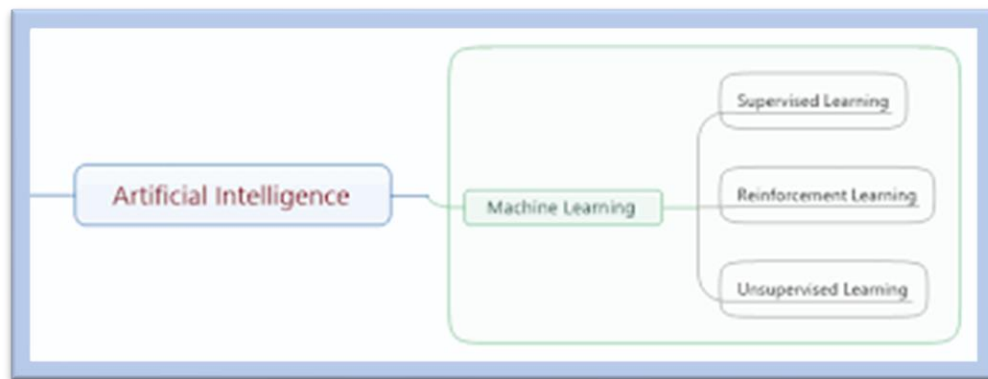 Artificial Intelligence
Machine Learning
Supervised Learning
Reinforcement Learning
Unsupervised Learning